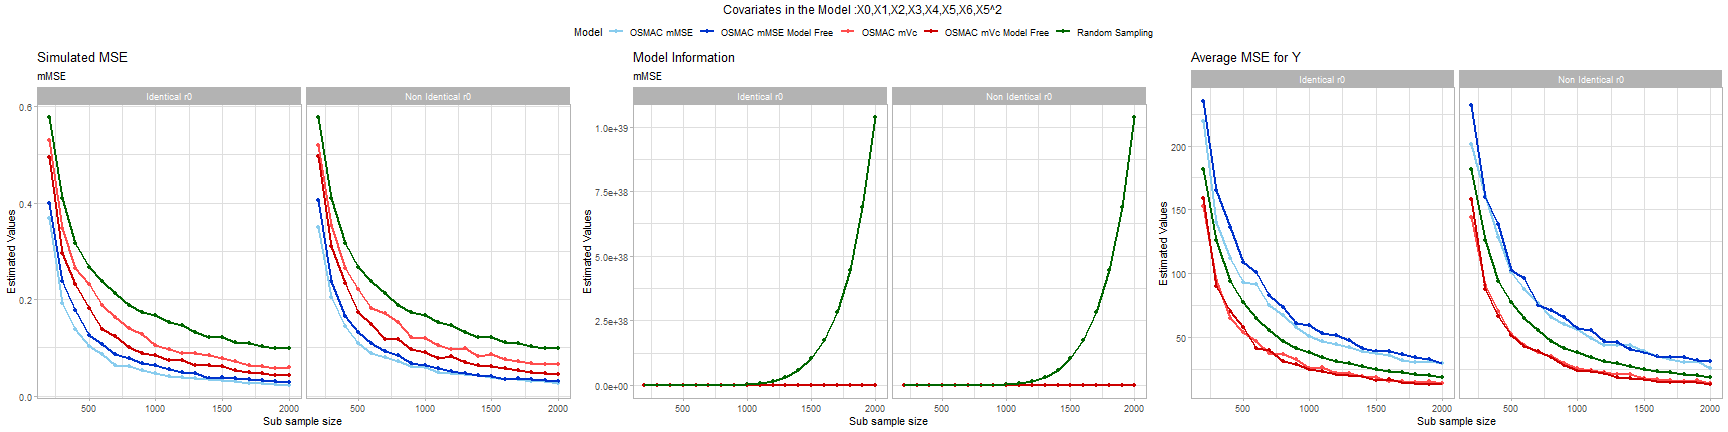 Covariates in the Model :X0,X1,X2,X3,X4,X5,X6,X5^2
Model OSMAC mMSE OSMAC mMSE Model Free OSMAC mVc OSMAC mVc Model Free Random Sampling
Simulated MSE
mMSE
Identical r0 Non Identical r0
Estimated Values
0.6
0.4
0.2
0.0
500 1000 1500 2000 500 1000 1500 2000
Sub sample size
Model Information
mMSE
Identical r0 Non Identical r0
Estimated Values
1.0e+39
7.5e+38
5.0e+38
2.5e+38
0.0e+00
500 1000 1500 2000 500 1000 1500 2000
Sub sample size
Average MSE for Y
Identical r0 Non Identical r0
Estimated Values
200
150
100
50
500 1000 1500 2000 500 1000 1500 2000
Sub sample size